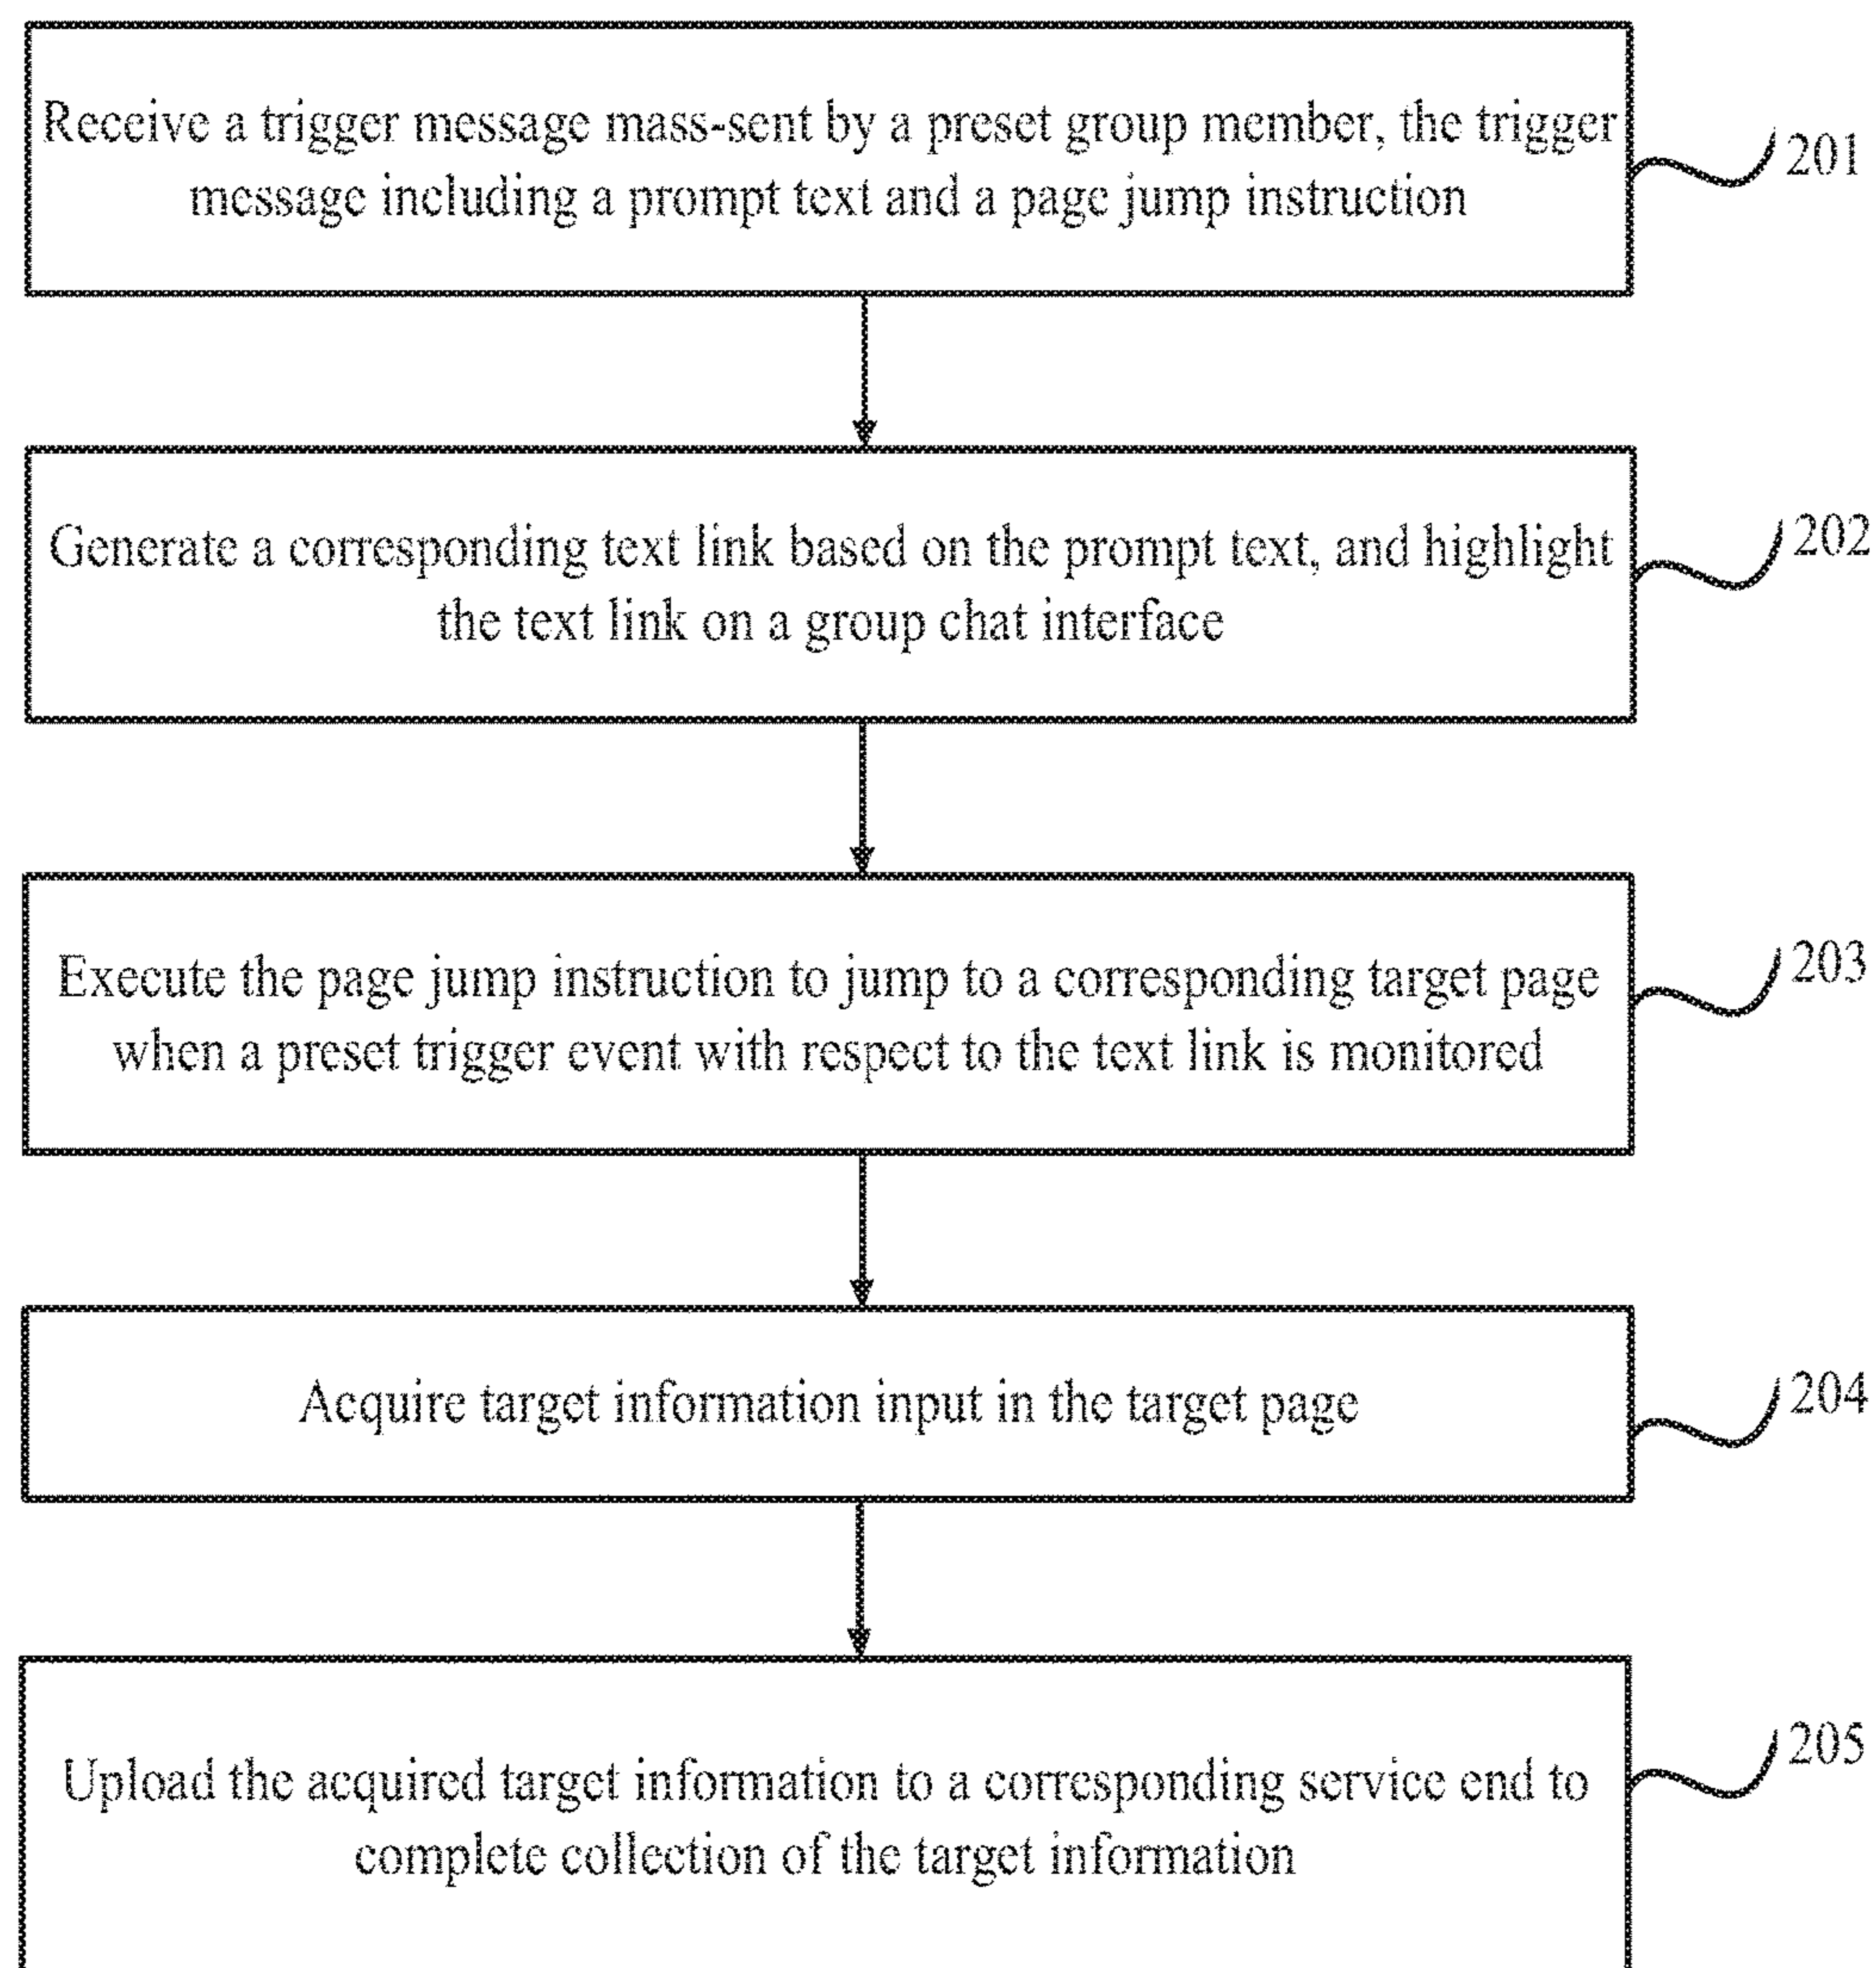 Receive a trigger message mass-sent by a preset group member, the trigger
message including a prompt text and a page jump instruction
201
Generate a corresponding text link based on the prompt text, and highlight
the text link on a group chat interface
202
Execute the page jump instruction to jump to a corresponding target page
when a preset trigger event with respect to the text link is monitored
203
Acquire target information input in the target page
204
Upload the acquired target information to a corresponding service end to
complete collection of the target information
205